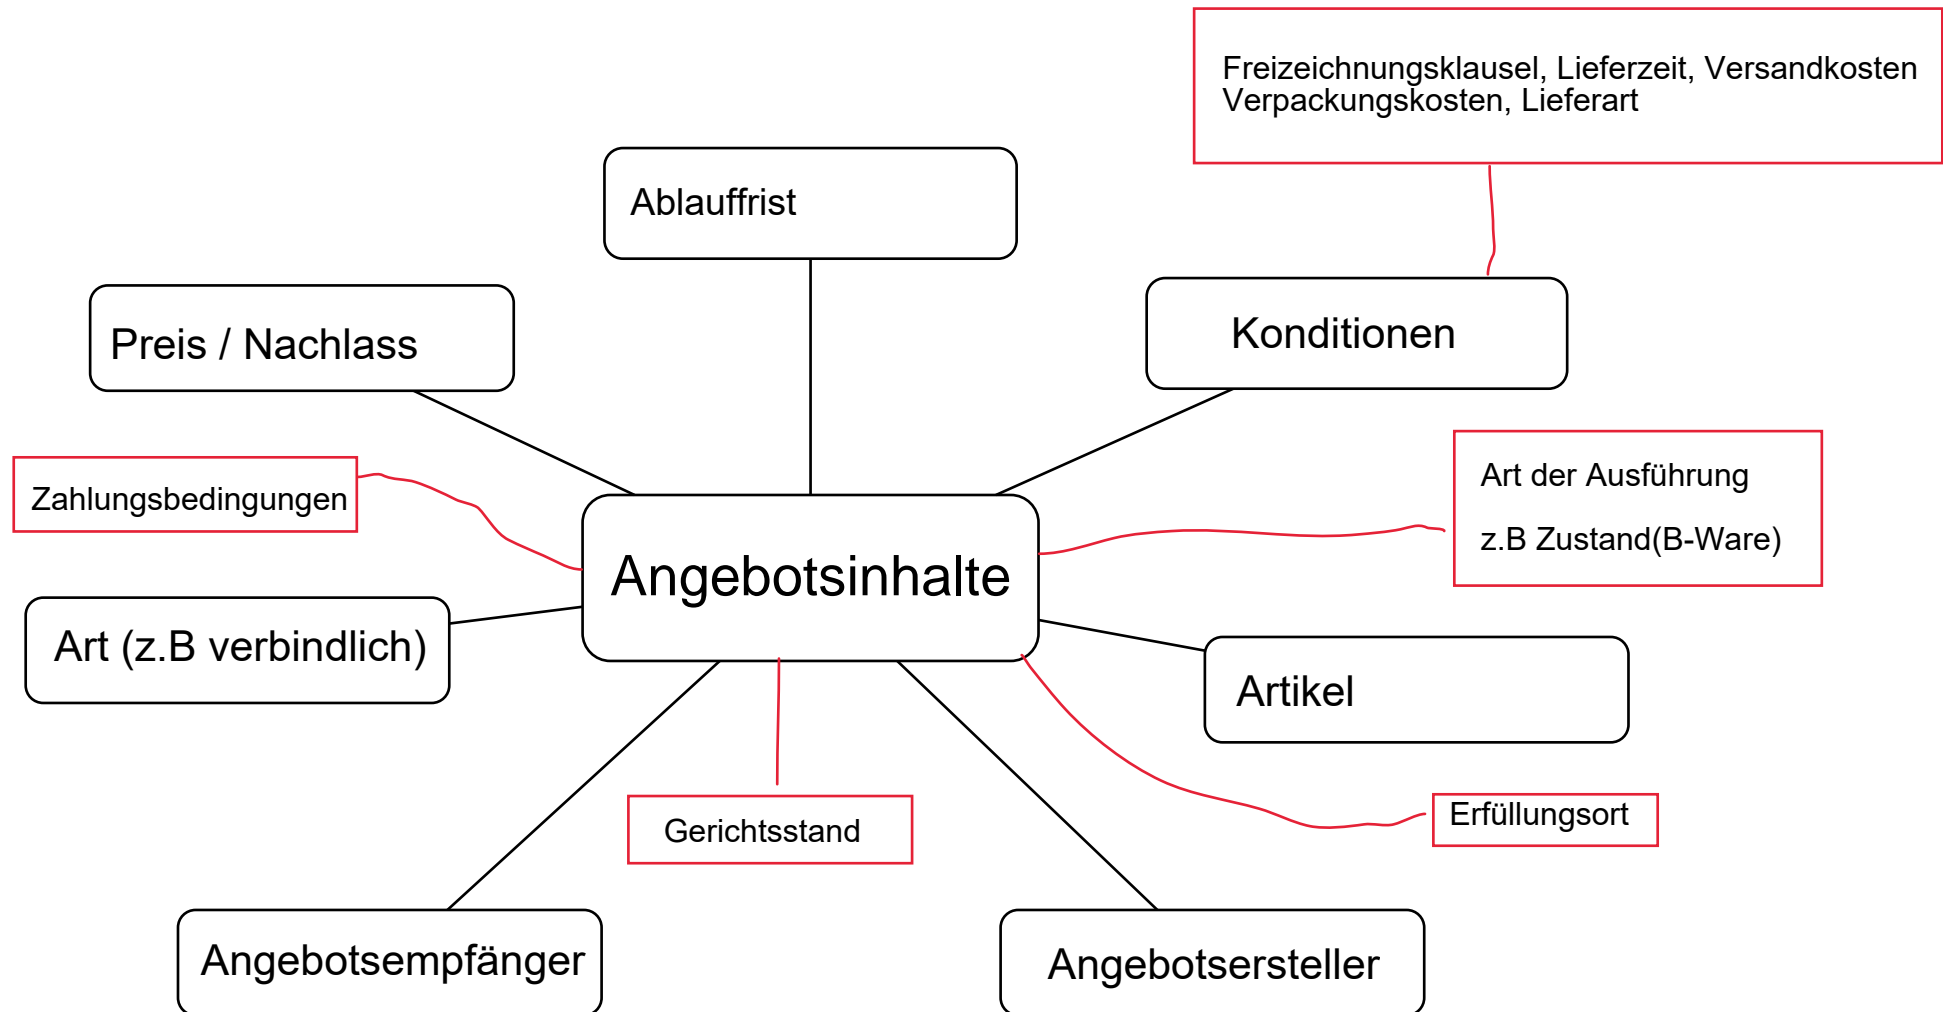 Freizeichnungsklausel, Lieferzeit, Versandkosten
Verpackungskosten, Lieferart
Ablauffrist
Preis / Nachlass
Konditionen
Zahlungsbedingungen
Art der Ausführung
z.B Zustand(B-Ware)
Angebotsinhalte
Art (z.B verbindlich)
Artikel
Gerichtsstand
Erfüllungsort
Angebotsempfänger
Angebotsersteller